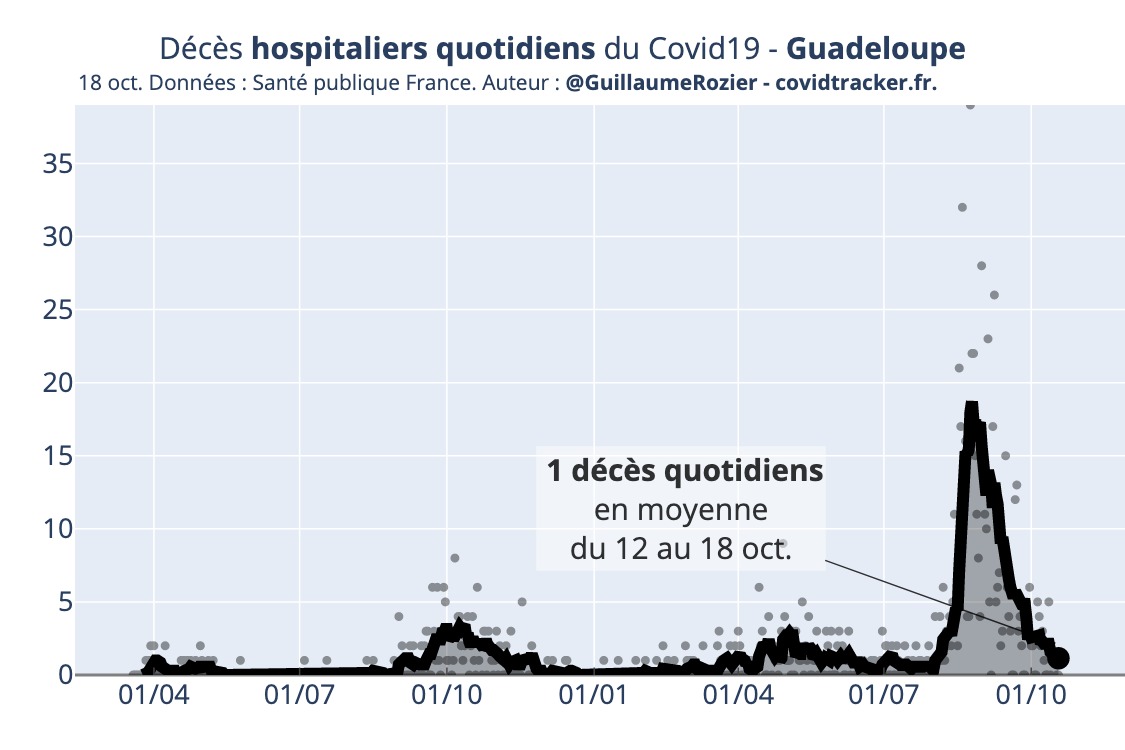 Décès hospitaliers quotidiens du Covid19 - Guadeloupe
18 oct. Données : Santé publique France. Auteur : @GuillaumeRozier - covidtracker.fr.
35
30
25
20
15
10
5
0
1 décès quotidiens
en moyenne
du 12 au 18 oct.
01/04 01/07 01/10 01/01 01/04 01/07 01/10